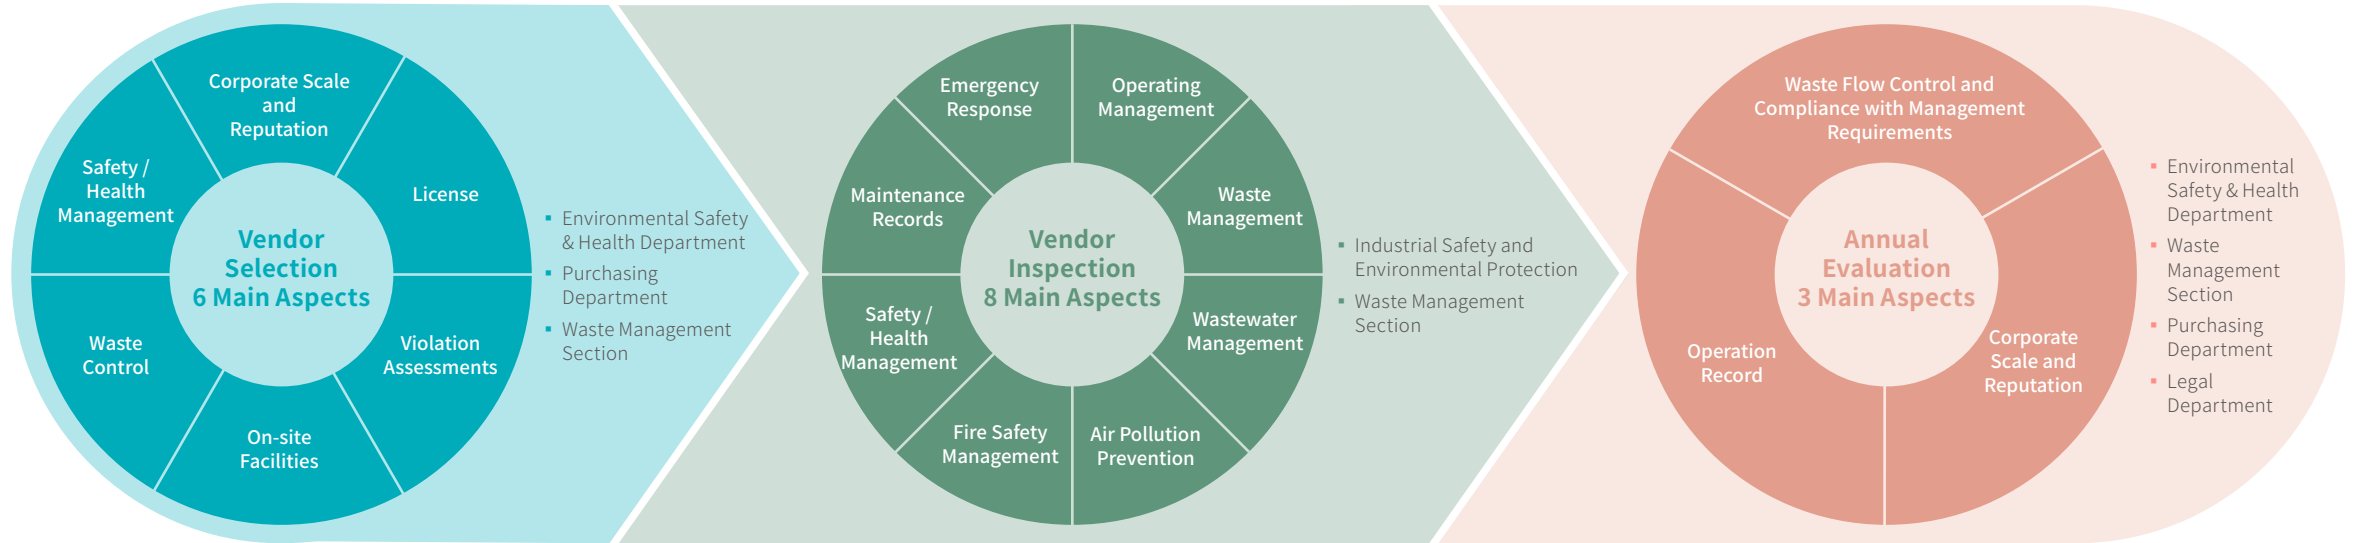 Corporate Scale
and
Reputation
License
Violation
Assessments
On-site
Facilities
Waste
Control
Safety /
Health
Management
Vendor
Selection
6 Main Aspects
▪ Environmental Safety
& Health Department
▪ Purchasing
Department
▪ Waste Management
Section
Operating
Management
Waste
Management
Wastewater
Management
Air Pollution
Prevention
Fire Safety
Management
Safety /
Health
Management
Maintenance
Records
Emergency
Response
Vendor
Inspection
8 Main Aspects
▪ Industrial Safety and
Environmental Protection
▪ Waste Management
Section
Waste Flow Control and
Compliance with Management
Requirements
Corporate
Scale and
Reputation
Operation
Record
Annual
Evaluation
3 Main Aspects
▪ Environmental
Safety & Health
Department
▪ Waste
Management
Section
▪ Purchasing
Department
▪ Legal
Department